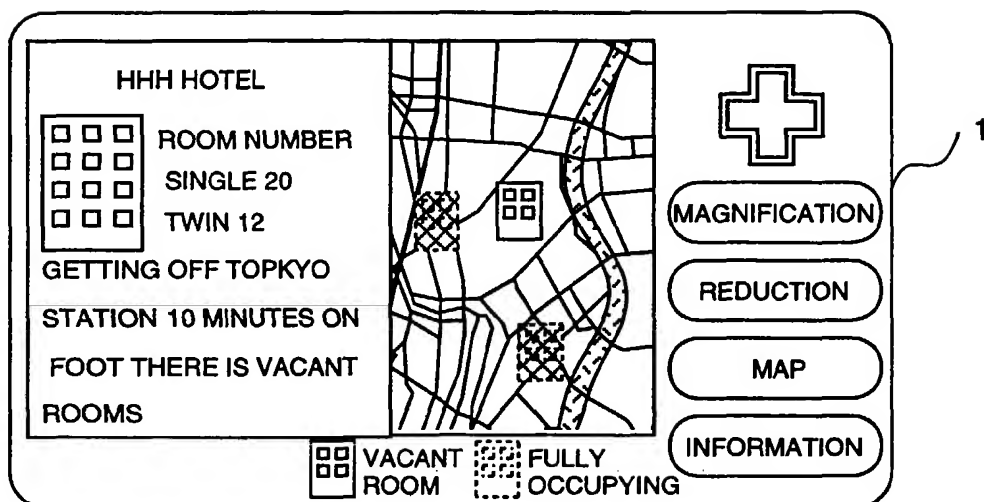 HHH HOTEL
ROOM NUMBER
SINGLE 20
TWIN 12
GETTING OFF TOPKYO
STATION 10 MINUTES ON
FOOT THERE IS VACANT
ROOMS
MAGNIFICATION
REDUCTION
MAP
INFORMATION
VACANT
ROOM
FULLY
OCCUPYING
1